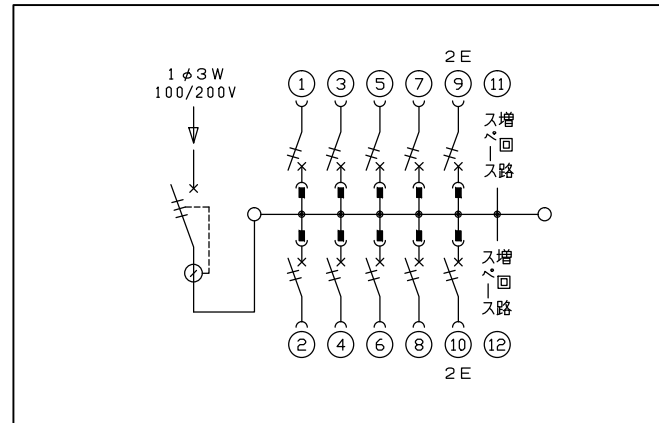 2E
1φ3W
100/200V
① ③ ⑤ ⑦ ⑨ ⑪
増回路
スペース
増回路
スペース
② ④ ⑥ ⑧ ⑩ ⑫
2E